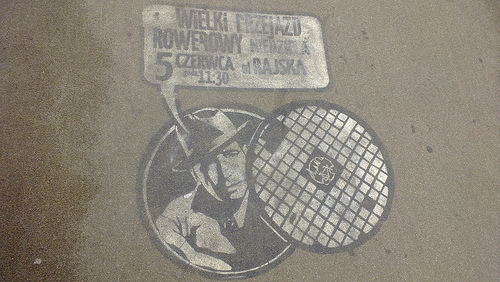 WIELKI PRZEJAZD
ROWEROWY NIEDZIELA
5 CZERWCA ul RAJSKA
11:30